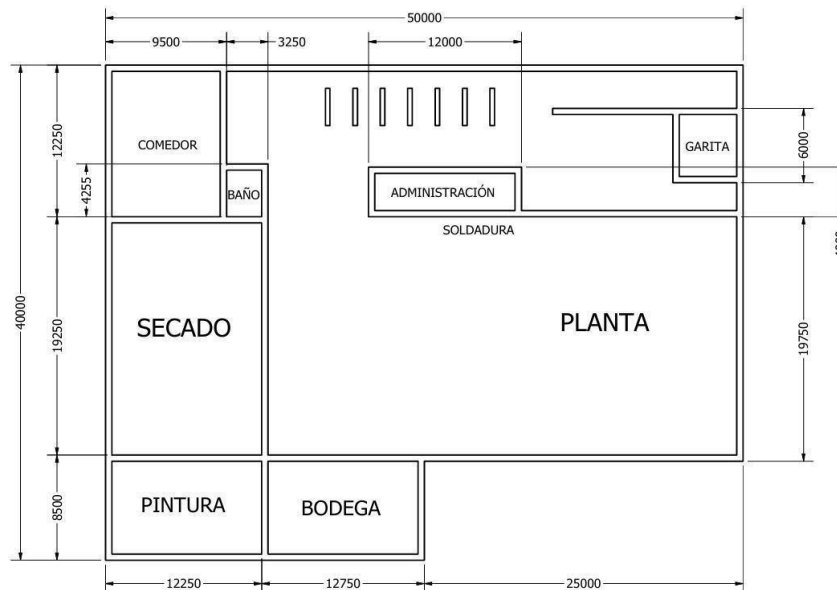 50000
9500
3250
12000
COMEDOR
GARITA
12250
6000
4255
BAÑO
ADMINISTRACIÓN
SOLDADURA
40000
SECADO
PLANTA
19250
19750
PINTURA
BODEGA
8500
12250
12750
25000